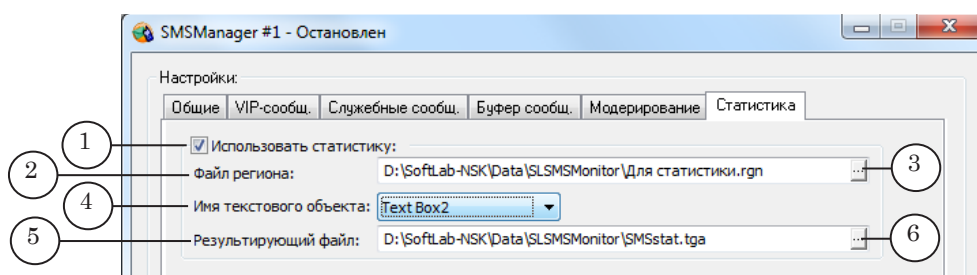 SMSManager #1 - Остановлен
Настройки:
Общие VIP-сообщ. Служебные сообщ. Буфер сообщ. Модерирование Статистика
1 Использовать статистику:
2 Файл региона: D:\SoftLab-NSK\Data\SLSMSMonitor\Для статистики.rgn ... 3
4 Имя текстового объекта: Text Box2
5 Результирующий файл: D:\SoftLab-NSK\Data\SLSMSMonitor\SMSstat.tga ... 6